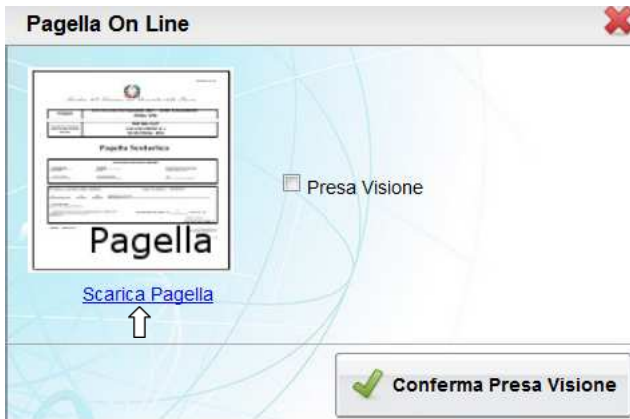 Pagella On Line
Pagella Scolastica
Pagella
Presa Visione
Scarica Pagella
Conferma Presa Visione